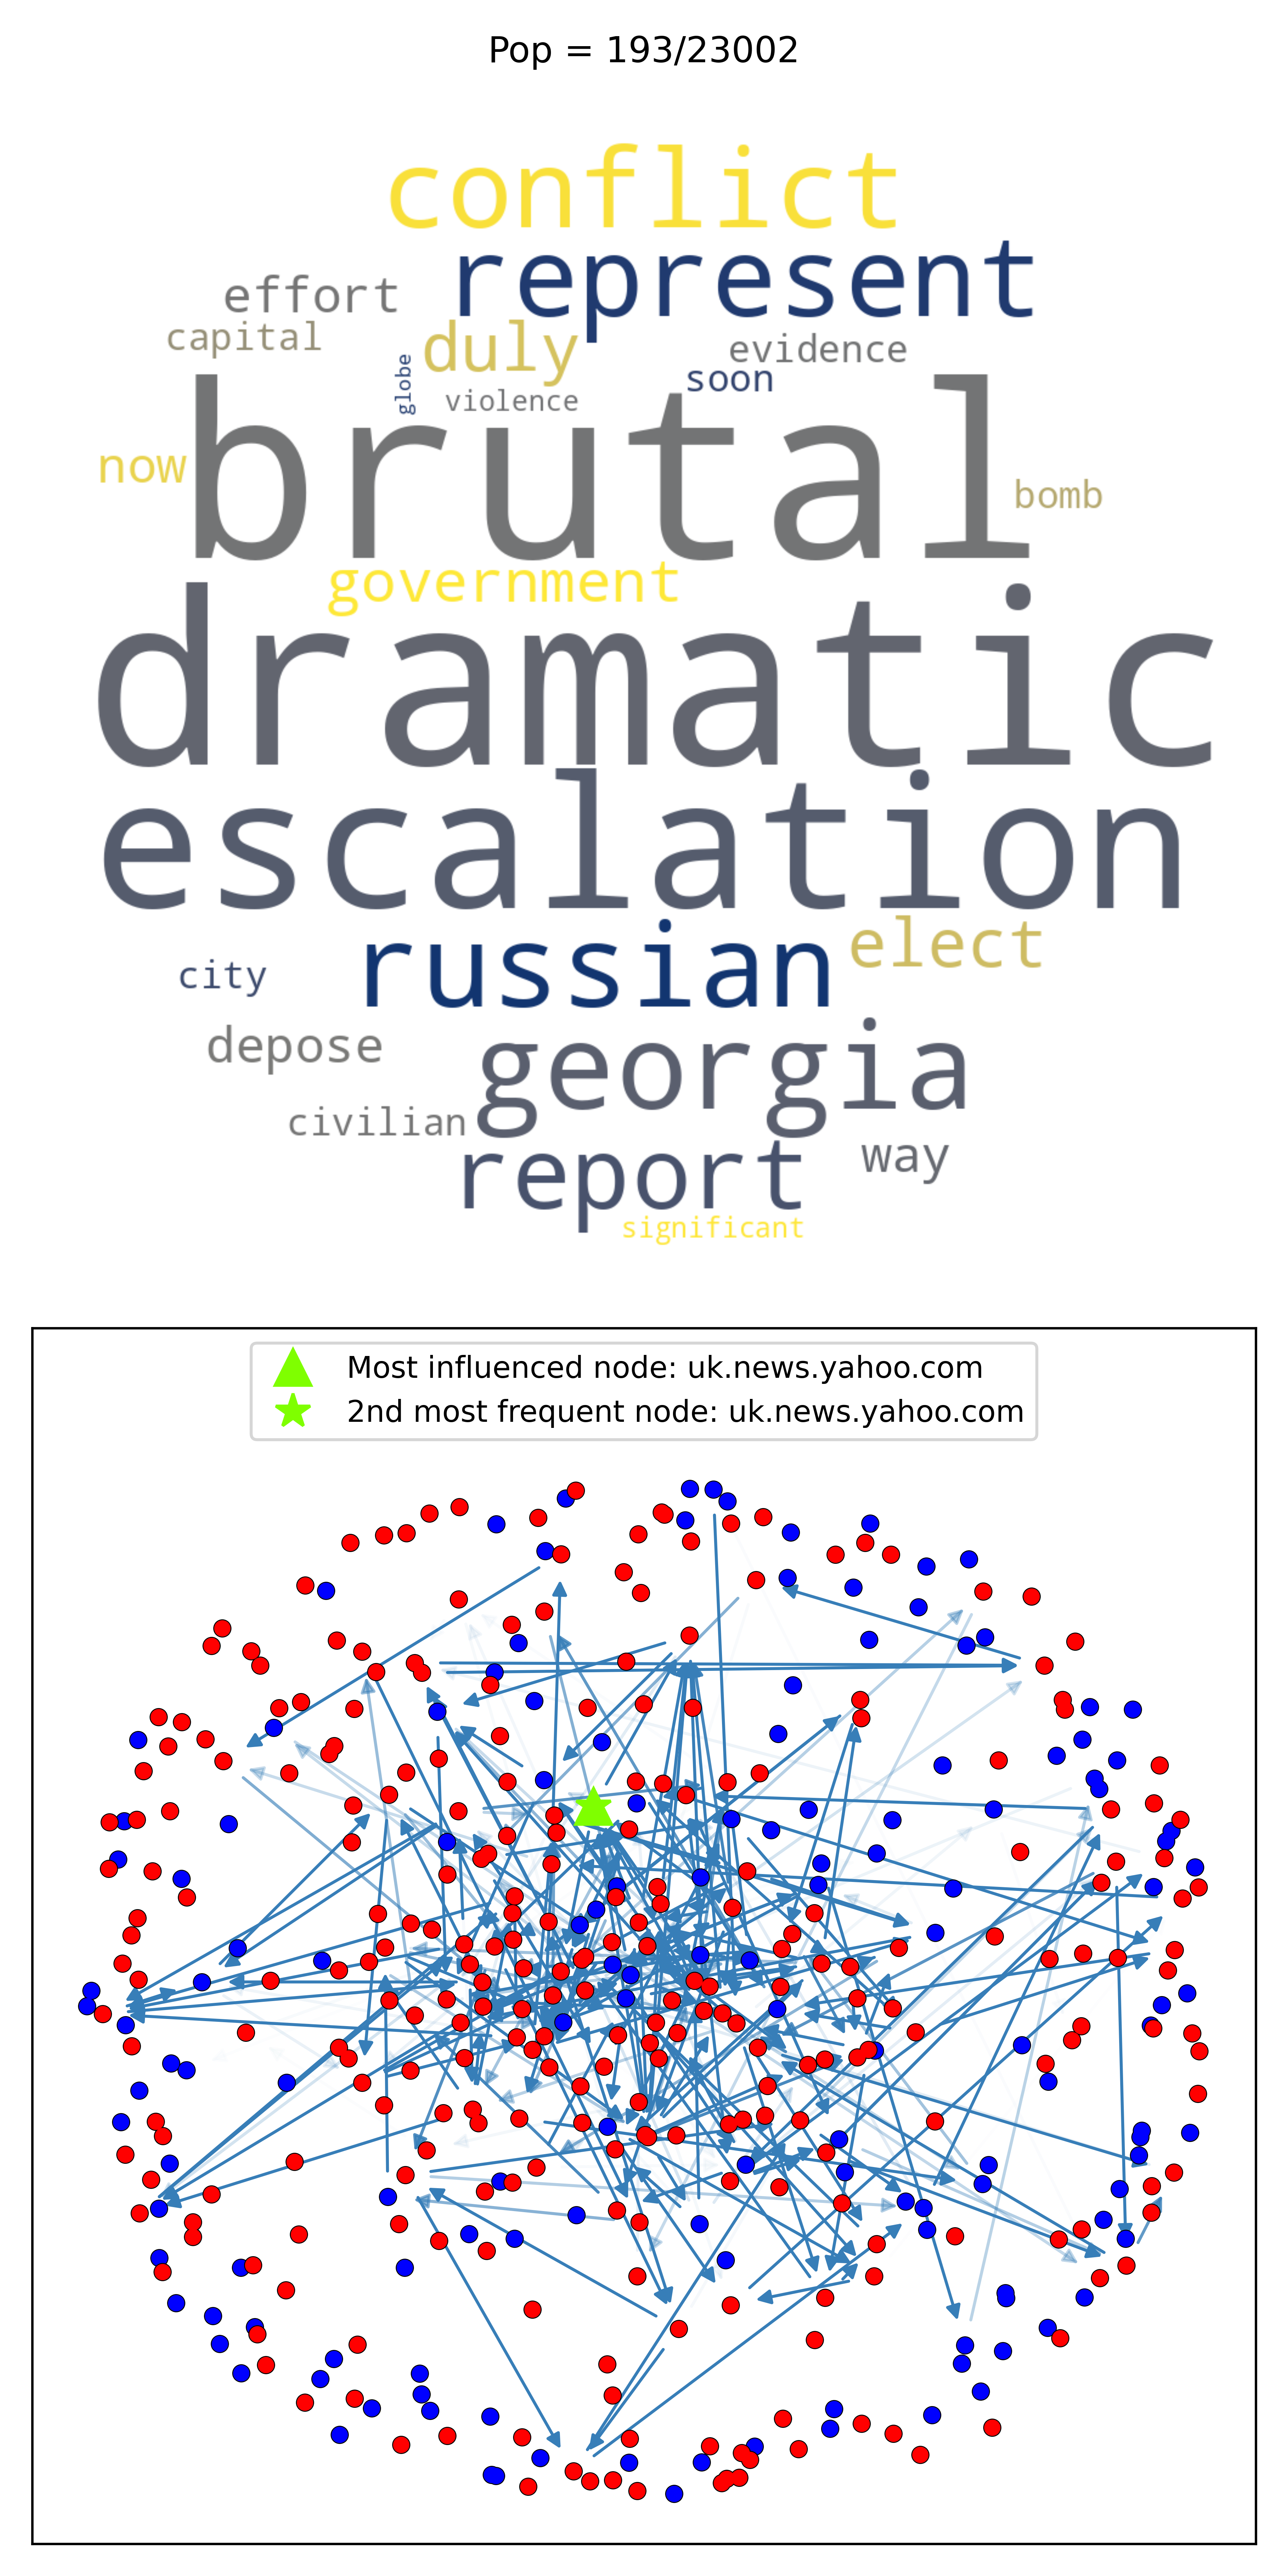 Pop = 193/23002
conflict
represent
effort
capital
duly
evidence
globe
soon
violence
brutal
now
bomb
government
dramatic
escalation
russian
elect
city
depose
georgia
civilian
report
way
significant
Most influenced node: uk.news.yahoo.com
2nd most frequent node: uk.news.yahoo.com